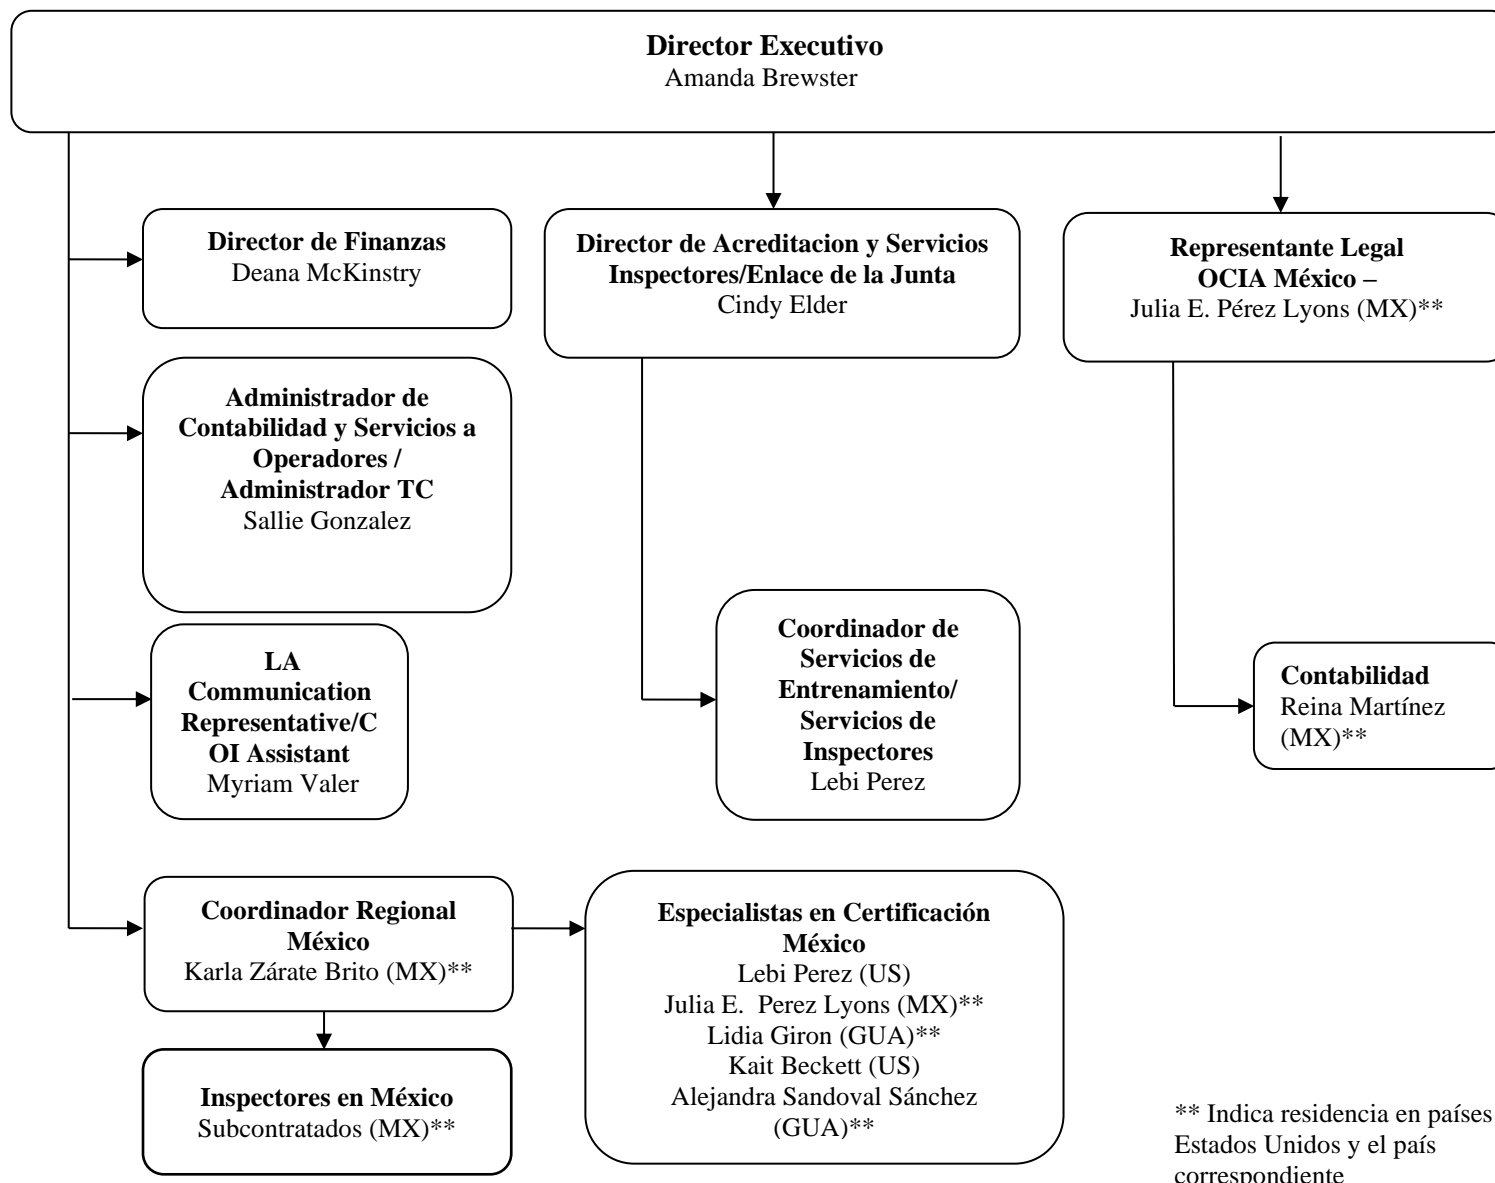 Director Executivo
Amanda Brewster
Director de Finanzas
Deana McKinstry
Director de Acreditacion y Servicios
Inspectores/Enlace de la Junta
Cindy Elder
Representante Legal
OCIA México –
Julia E. Pérez Lyons (MX)**
Administrador de
Contabilidad y Servicios a
Operadores /
Administrador TC
Sallie Gonzalez
LA
Communication
Representative/C
OI Assistant
Myriam Valer
Coordinador de
Servicios de
Entrenamiento/
Servicios de
Inspectores
Lebi Perez
Contabilidad
Reina Martínez
(MX)**
Coordinador Regional
México
Karla Zárate Brito (MX)**
Especialistas en Certificación
México
Lebi Perez (US)
Julia E.  Perez Lyons (MX)**
Lidia Giron (GUA)**
Kait Beckett (US)
Alejandra Sandoval Sánchez
(GUA)**
Inspectores en México
Subcontratados (MX)**
** Indica residencia en países
Estados Unidos y el país
correspondiente